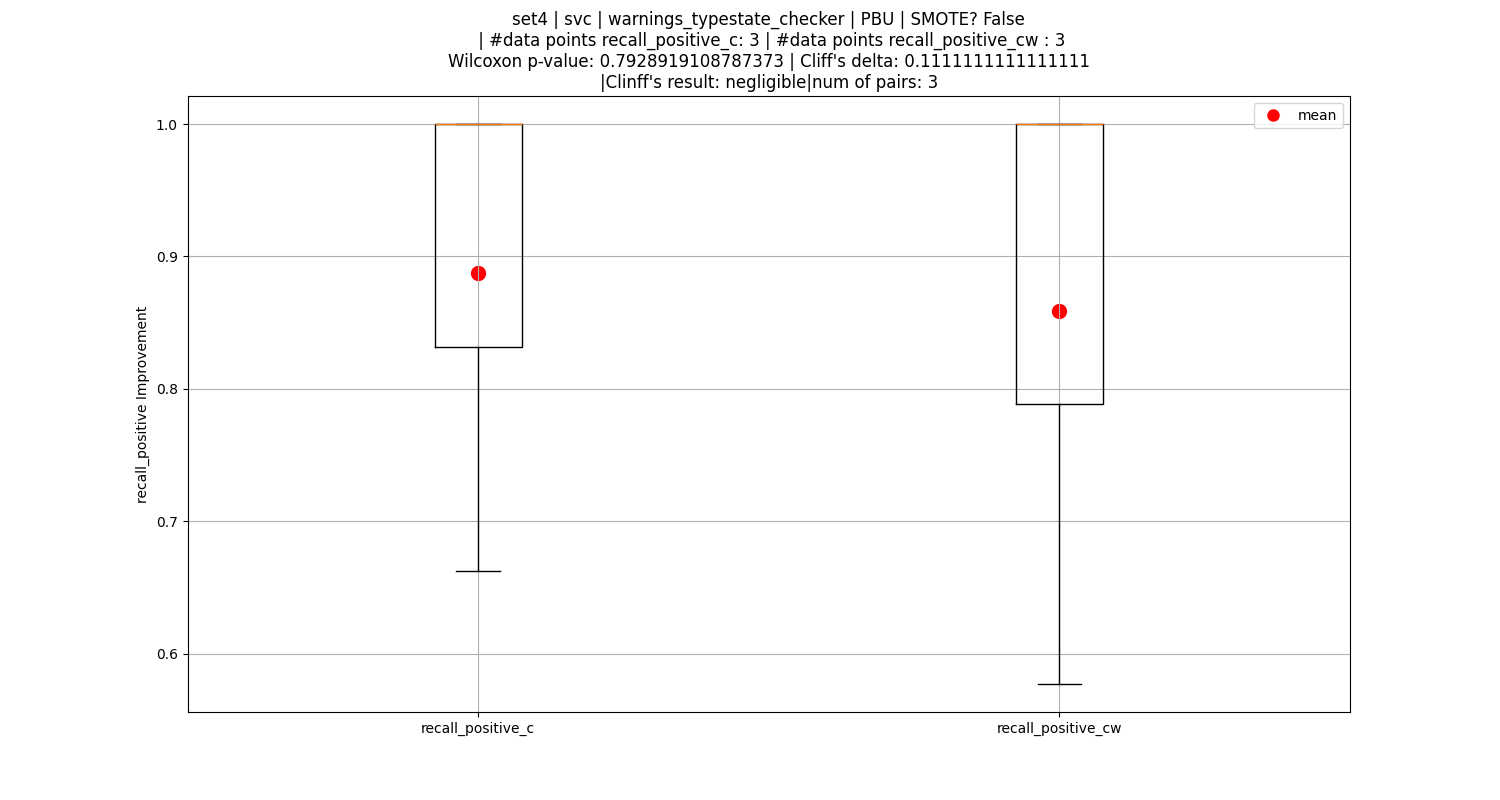 set4 | svc | warnings_typestate_checker | PBU | SMOTE? False
| #data points recall_positive_c: 3 | #data points recall_positive_cw : 3
Wilcoxon p-value: 0.7928919108787373 | Cliff's delta: 0.1111111111111111
|Clinff's result: negligible|num of pairs: 3
mean
1.0
0.9
0.8
0.7
0.6
recall_positive Improvement
recall_positive_c
recall_positive_cw